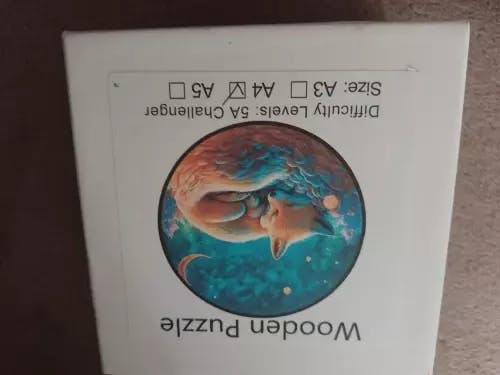 Wooden Puzzle
Difficulty Levels: 5A Challenger
Size: A3 ☐ A4 ☑ A5 ☐